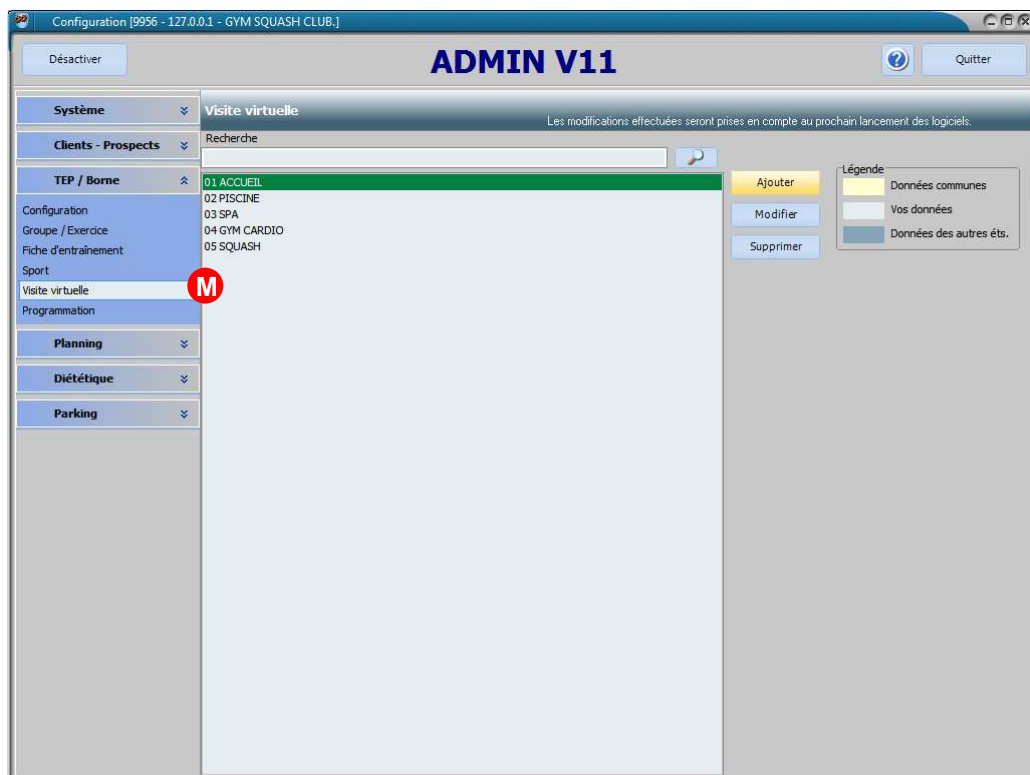 Configuration [9956 - 127.0.0.1 - GYM SQUASH CLUB.]
Désactiver
ADMIN V11
Quitter
Système
Clients - Prospects
TEP / Borne
Configuration
Groupe / Exercice
Fiche d'entraînement
Sport
Visite virtuelle
Programmation
Planning
Diététique
Parking
Visite virtuelle
Les modifications effectuées seront prises en compte au prochain lancement des logiciels.
Recherche
01 ACCUEIL
02 PISCINE
03 SPA
04 GYM CARDIO
05 SQUASH
M
Ajouter
Modifier
Supprimer
Légende
Données communes
Vos données
Données des autres éts.